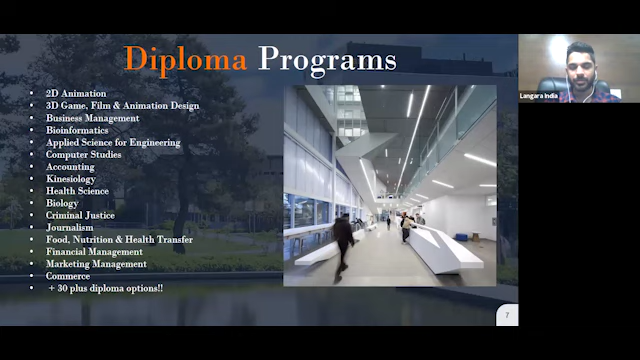 Diploma Programs
2D Animation
3D Game, Film & Animation Design
Business Management
Bioinformatics
Applied Science for Engineering
Computer Studies
Accounting
Kinesiology
Health Science
Biology
Criminal Justice
Journalism
Food, Nutrition & Health Transfer
Financial Management
Marketing Management
Commerce
+ 30 plus diploma options!!
7
Langara India